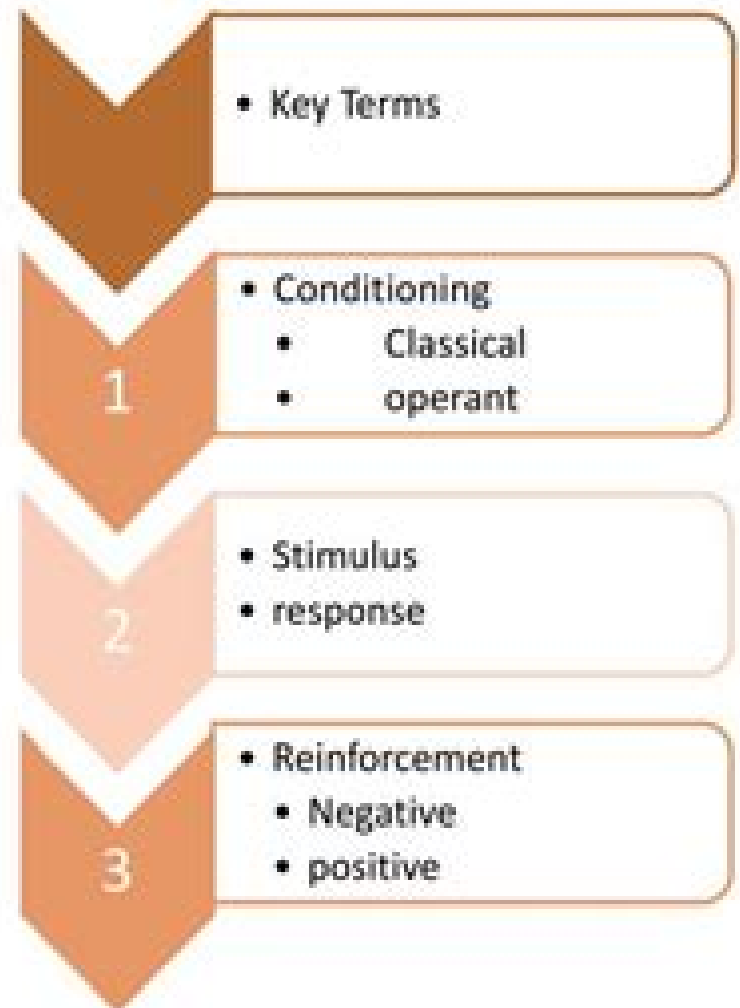 • Key Terms
1
• Conditioning
• Classical
• operant
2
• Stimulus
• response
3
• Reinforcement
• Negative
• positive